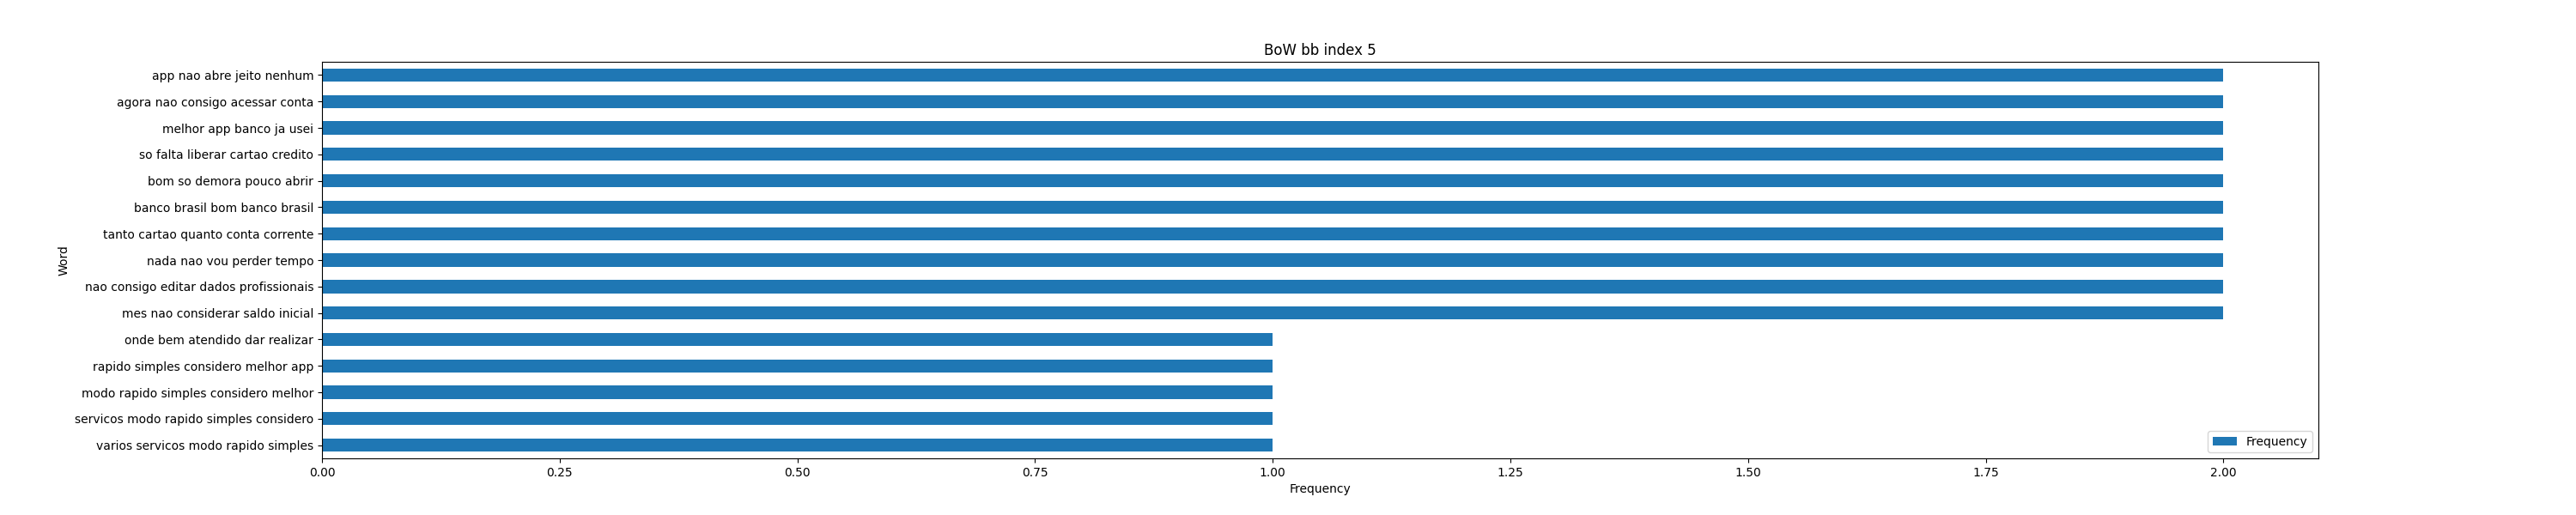 BoW bb index 5
app nao abre jeito nenhum
agora nao consigo acessar conta
melhor app banco ja usei
so falta liberar cartao credito
bom so demora pouco abrir
banco brasil bom banco brasil
tanto cartao quanto conta corrente
nada nao vou perder tempo
nao consigo editar dados profissionais
mes nao considerar saldo inicial
onde bem atendido dar realizar
rapido simples considero melhor app
modo rapido simples considero melhor
servicos modo rapido simples considero
varios servicos modo rapido simples
Word
Frequency
0.00 0.25 0.50 0.75 1.00 1.25 1.50 1.75 2.00
Frequency